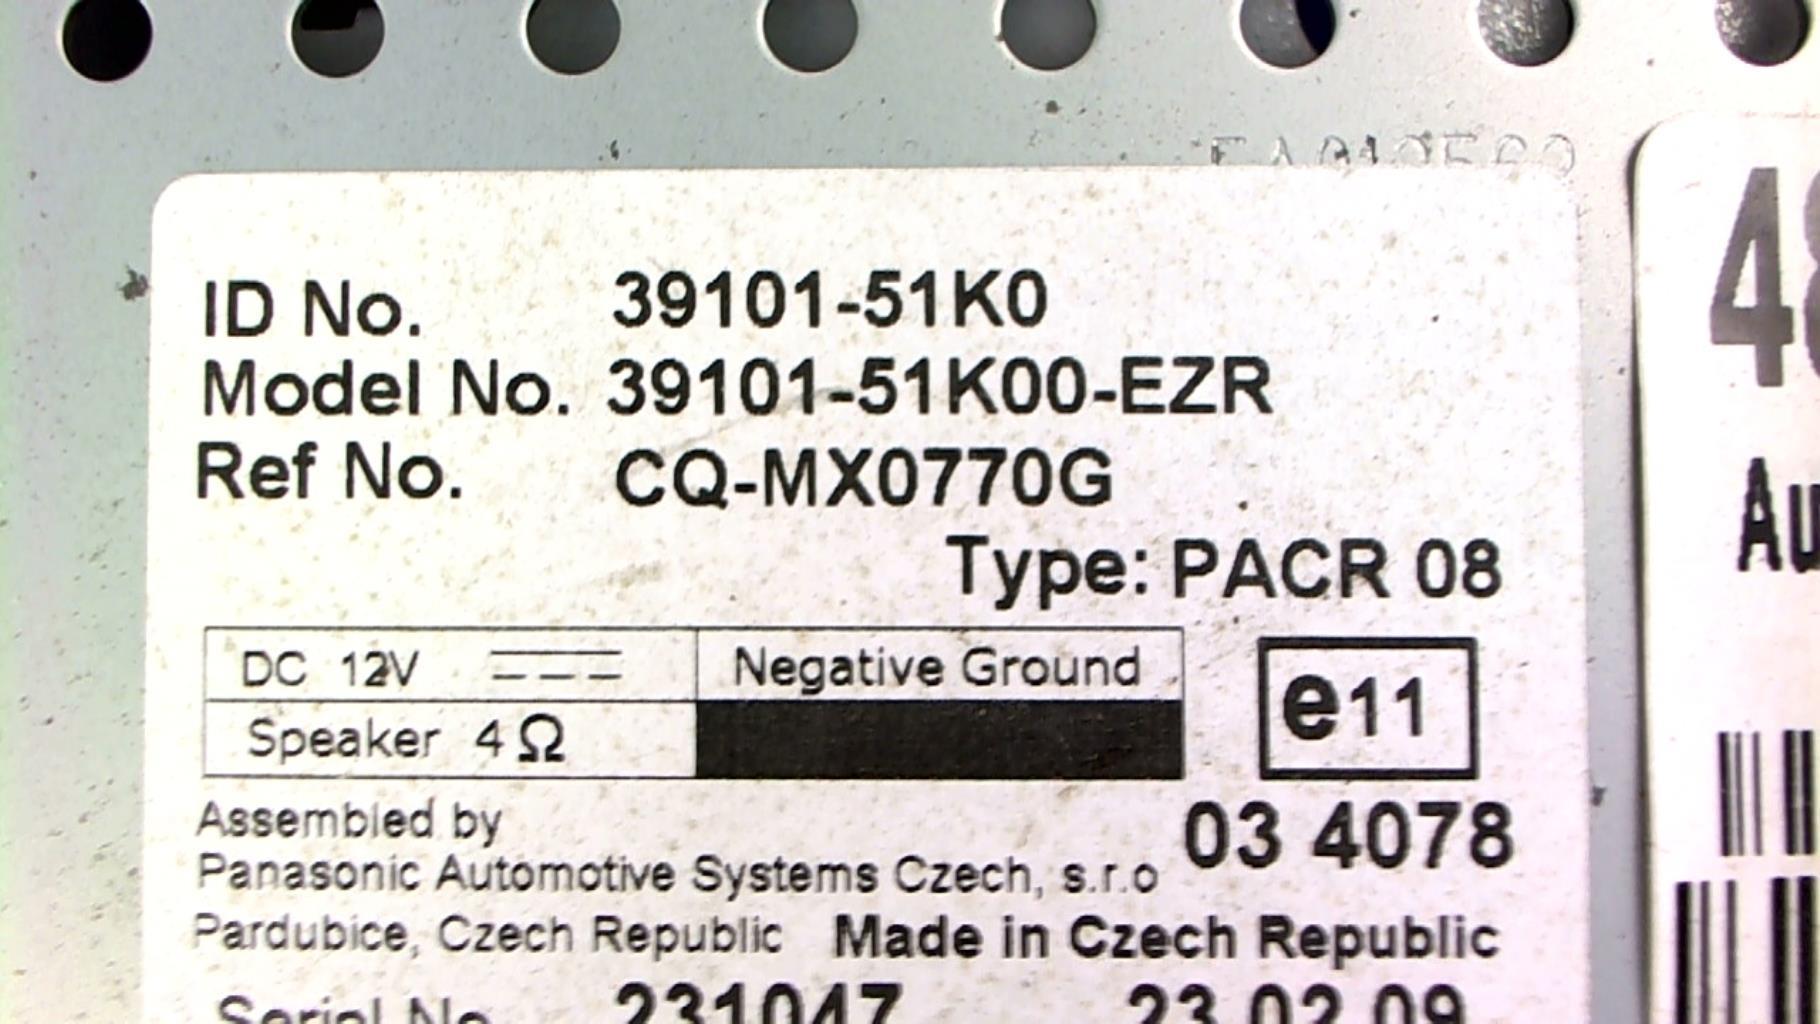 ID No. 39101-51K0
Model No. 39101-51K00-EZR
Ref No. CQ-MX0770G
Type: PACR 08
DC 12V Negative Ground
Speaker 4Ω
e11
03 4078
Assembled by
Panasonic Automotive Systems Czech, s.r.o
Pardubice, Czech Republic Made in Czech Republic
Serial No. 231047 23.02.09